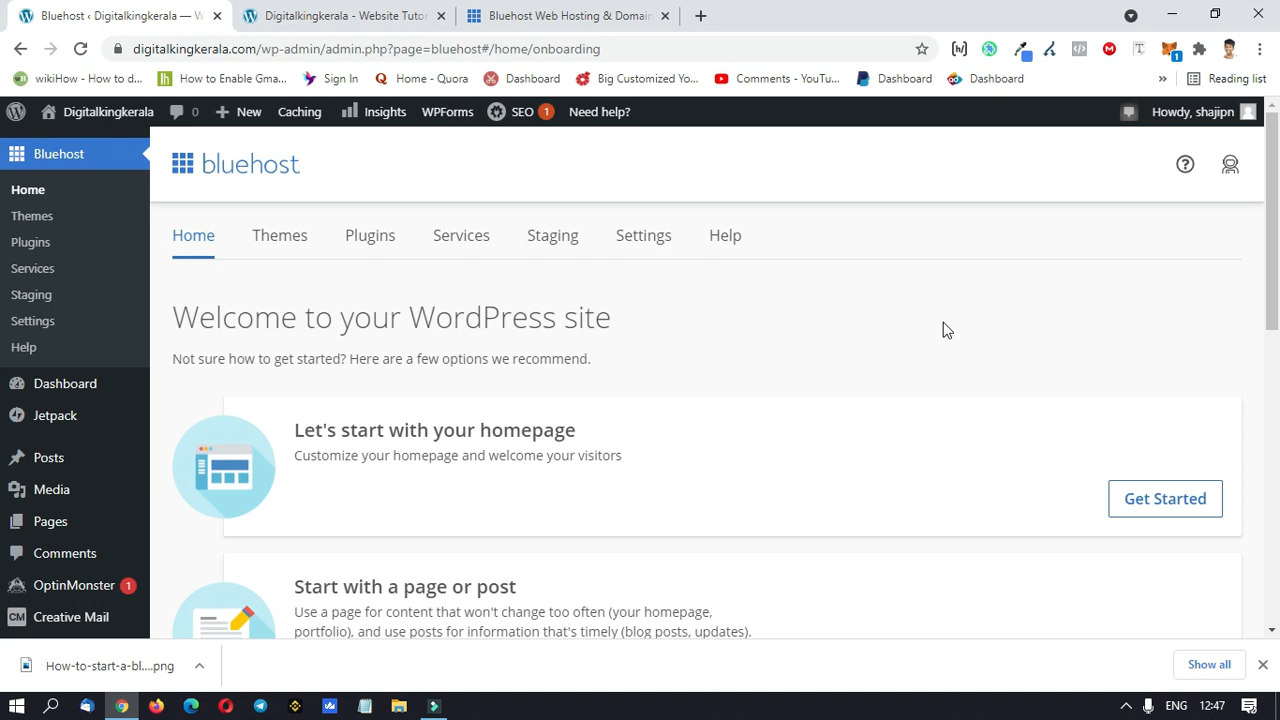 Bluehost ‹ Digitalkingkerala — W
Digitalkingkerala - Website Tutor
Bluehost Web Hosting & Domain
digitalkingkerala.com/wp-admin/admin.php?page=bluehost#/home/onboarding
1
wikiHow - How to d...
How to Enable Gma...
Sign In
Home - Quora
Dashboard
Big Customized Yo...
Comments - YouTu...
Dashboard
Dashboard
»
Reading list
Digitalkingkerala
0
New
Caching
Insights
WPForms
SEO 1
Need help?
Howdy, shajipn
Bluehost
Home
Themes
Plugins
Services
Staging
Settings
Help
Dashboard
Jetpack
Posts
Media
Pages
Comments
OptinMonster 1
CM Creative Mail
bluehost
Home
Themes
Plugins
Services
Staging
Settings
Help
Welcome to your WordPress site
Not sure how to get started? Here are a few options we recommend.
Let's start with your homepage
Customize your homepage and welcome your visitors
Get Started
Start with a page or post
Use a page for content that won't change too often (your homepage,
portfolio), and use posts for information that's timely (blog posts, updates).
How-to-start-a-bl....png
Show all
ENG
12:47